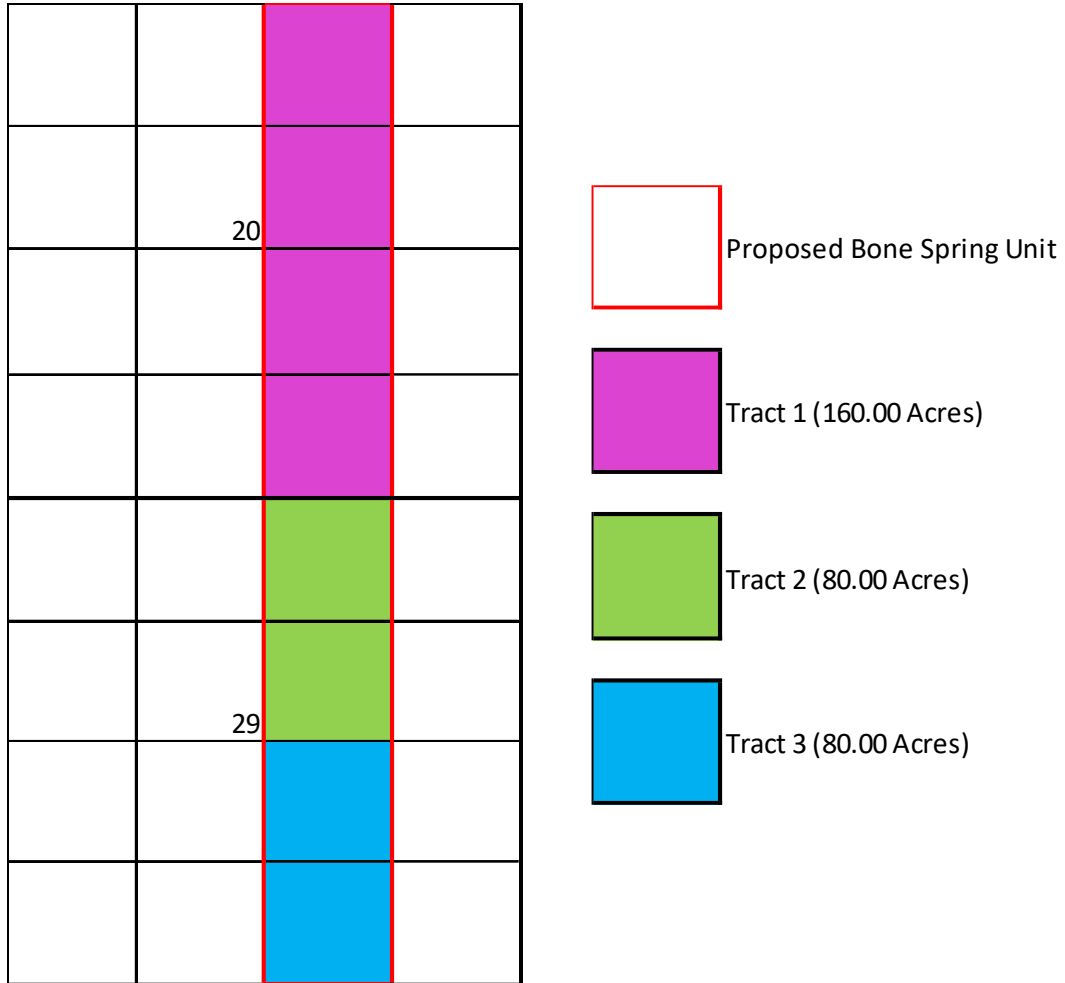 20
29
Proposed Bone Spring Unit
Tract 1 (160.00 Acres)
Tract 2 (80.00 Acres)
Tract 3 (80.00 Acres)